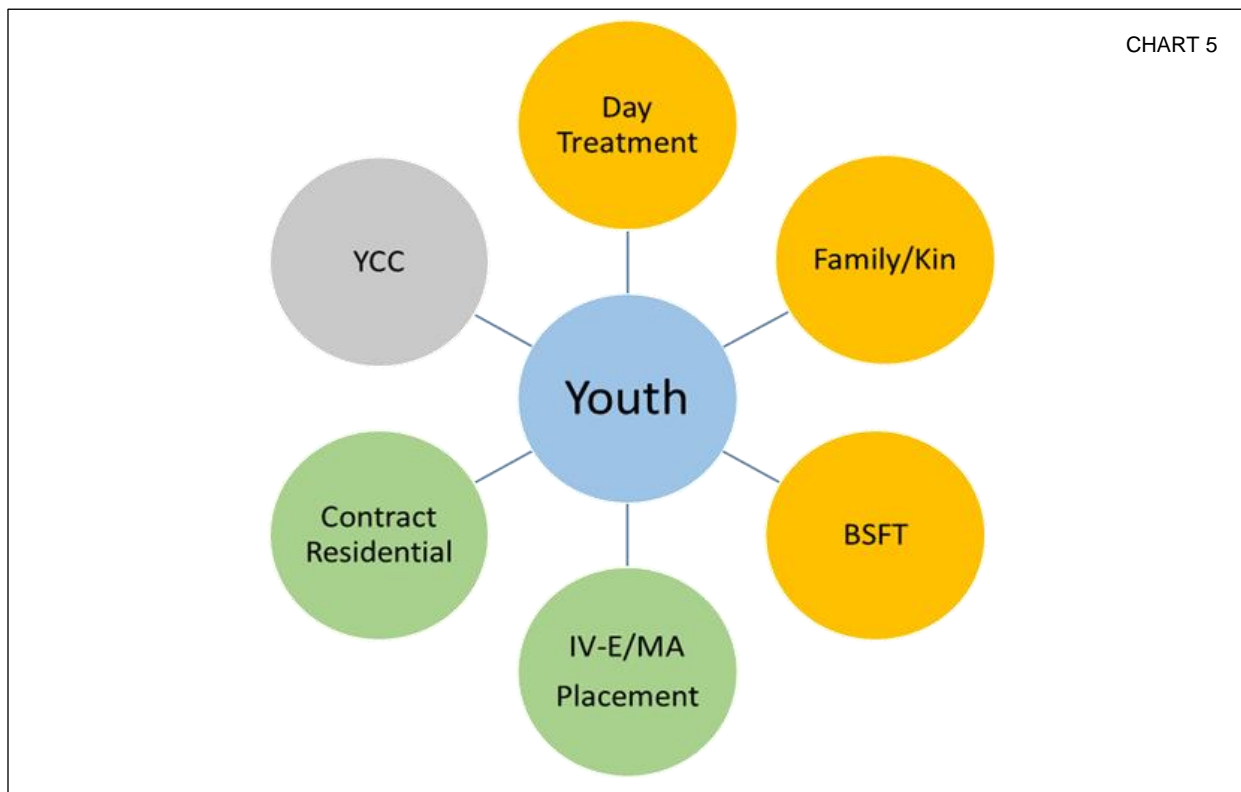 CHART 5
Day
Treatment
Family/Kin
YCC
Youth
Contract
Residential
BSFT
IV-E/MA
Placement